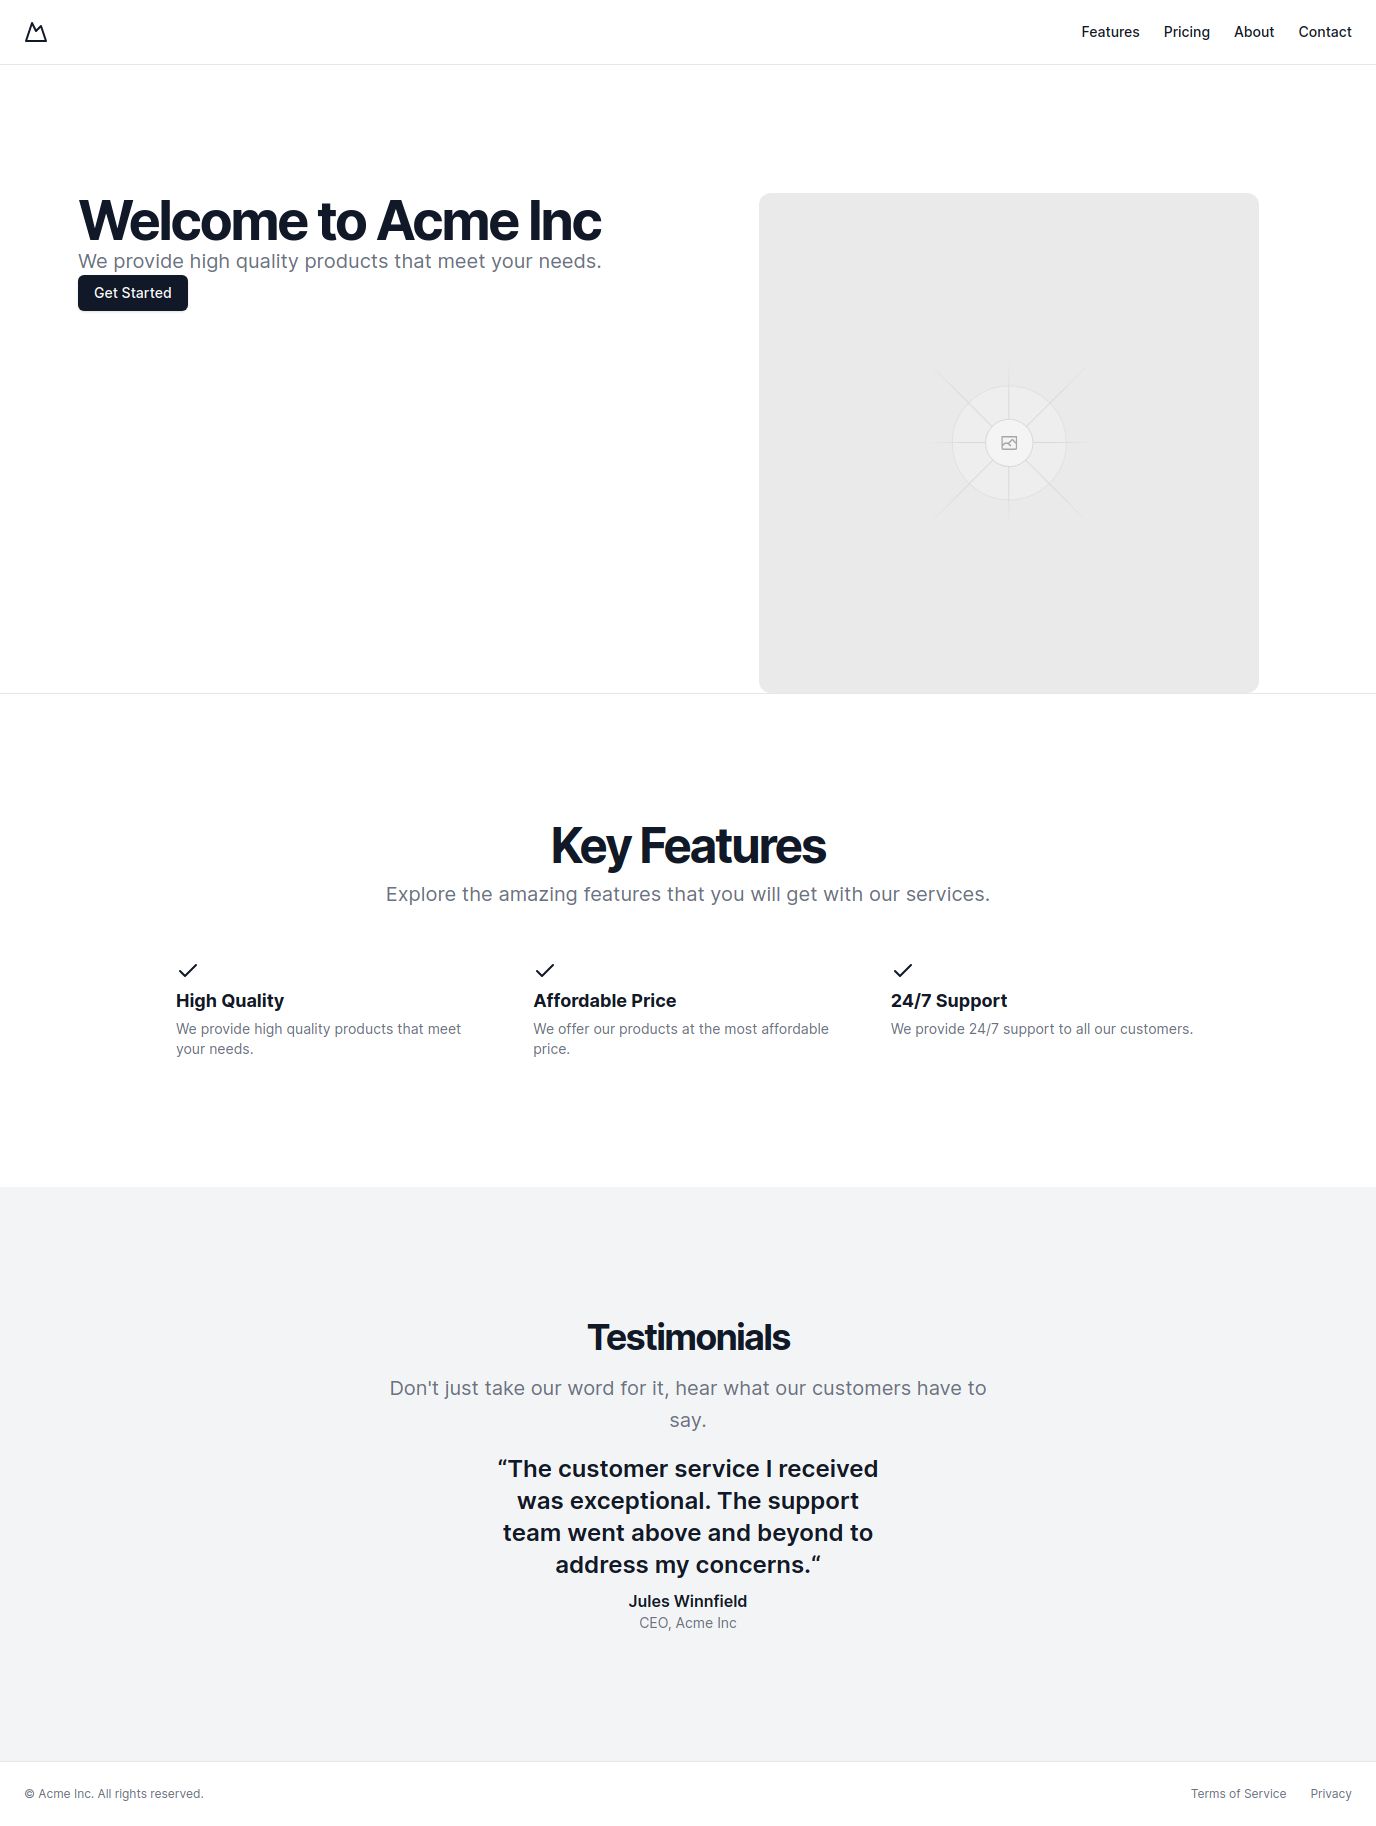 Features Pricing About Contact
Welcome to Acme Inc
We provide high quality products that meet your needs.
Get Started
Key Features
Explore the amazing features that you will get with our services.
High Quality
We provide high quality products that meet
your needs.
Affordable Price
We offer our products at the most affordable
price.
24/7 Support
We provide 24/7 support to all our customers.
Testimonials
Don't just take our word for it, hear what our customers have to
say.
“The customer service I received
was exceptional. The support
team went above and beyond to
address my concerns.“
Jules Winnfield
CEO, Acme Inc
© Acme Inc. All rights reserved.
Terms of Service Privacy